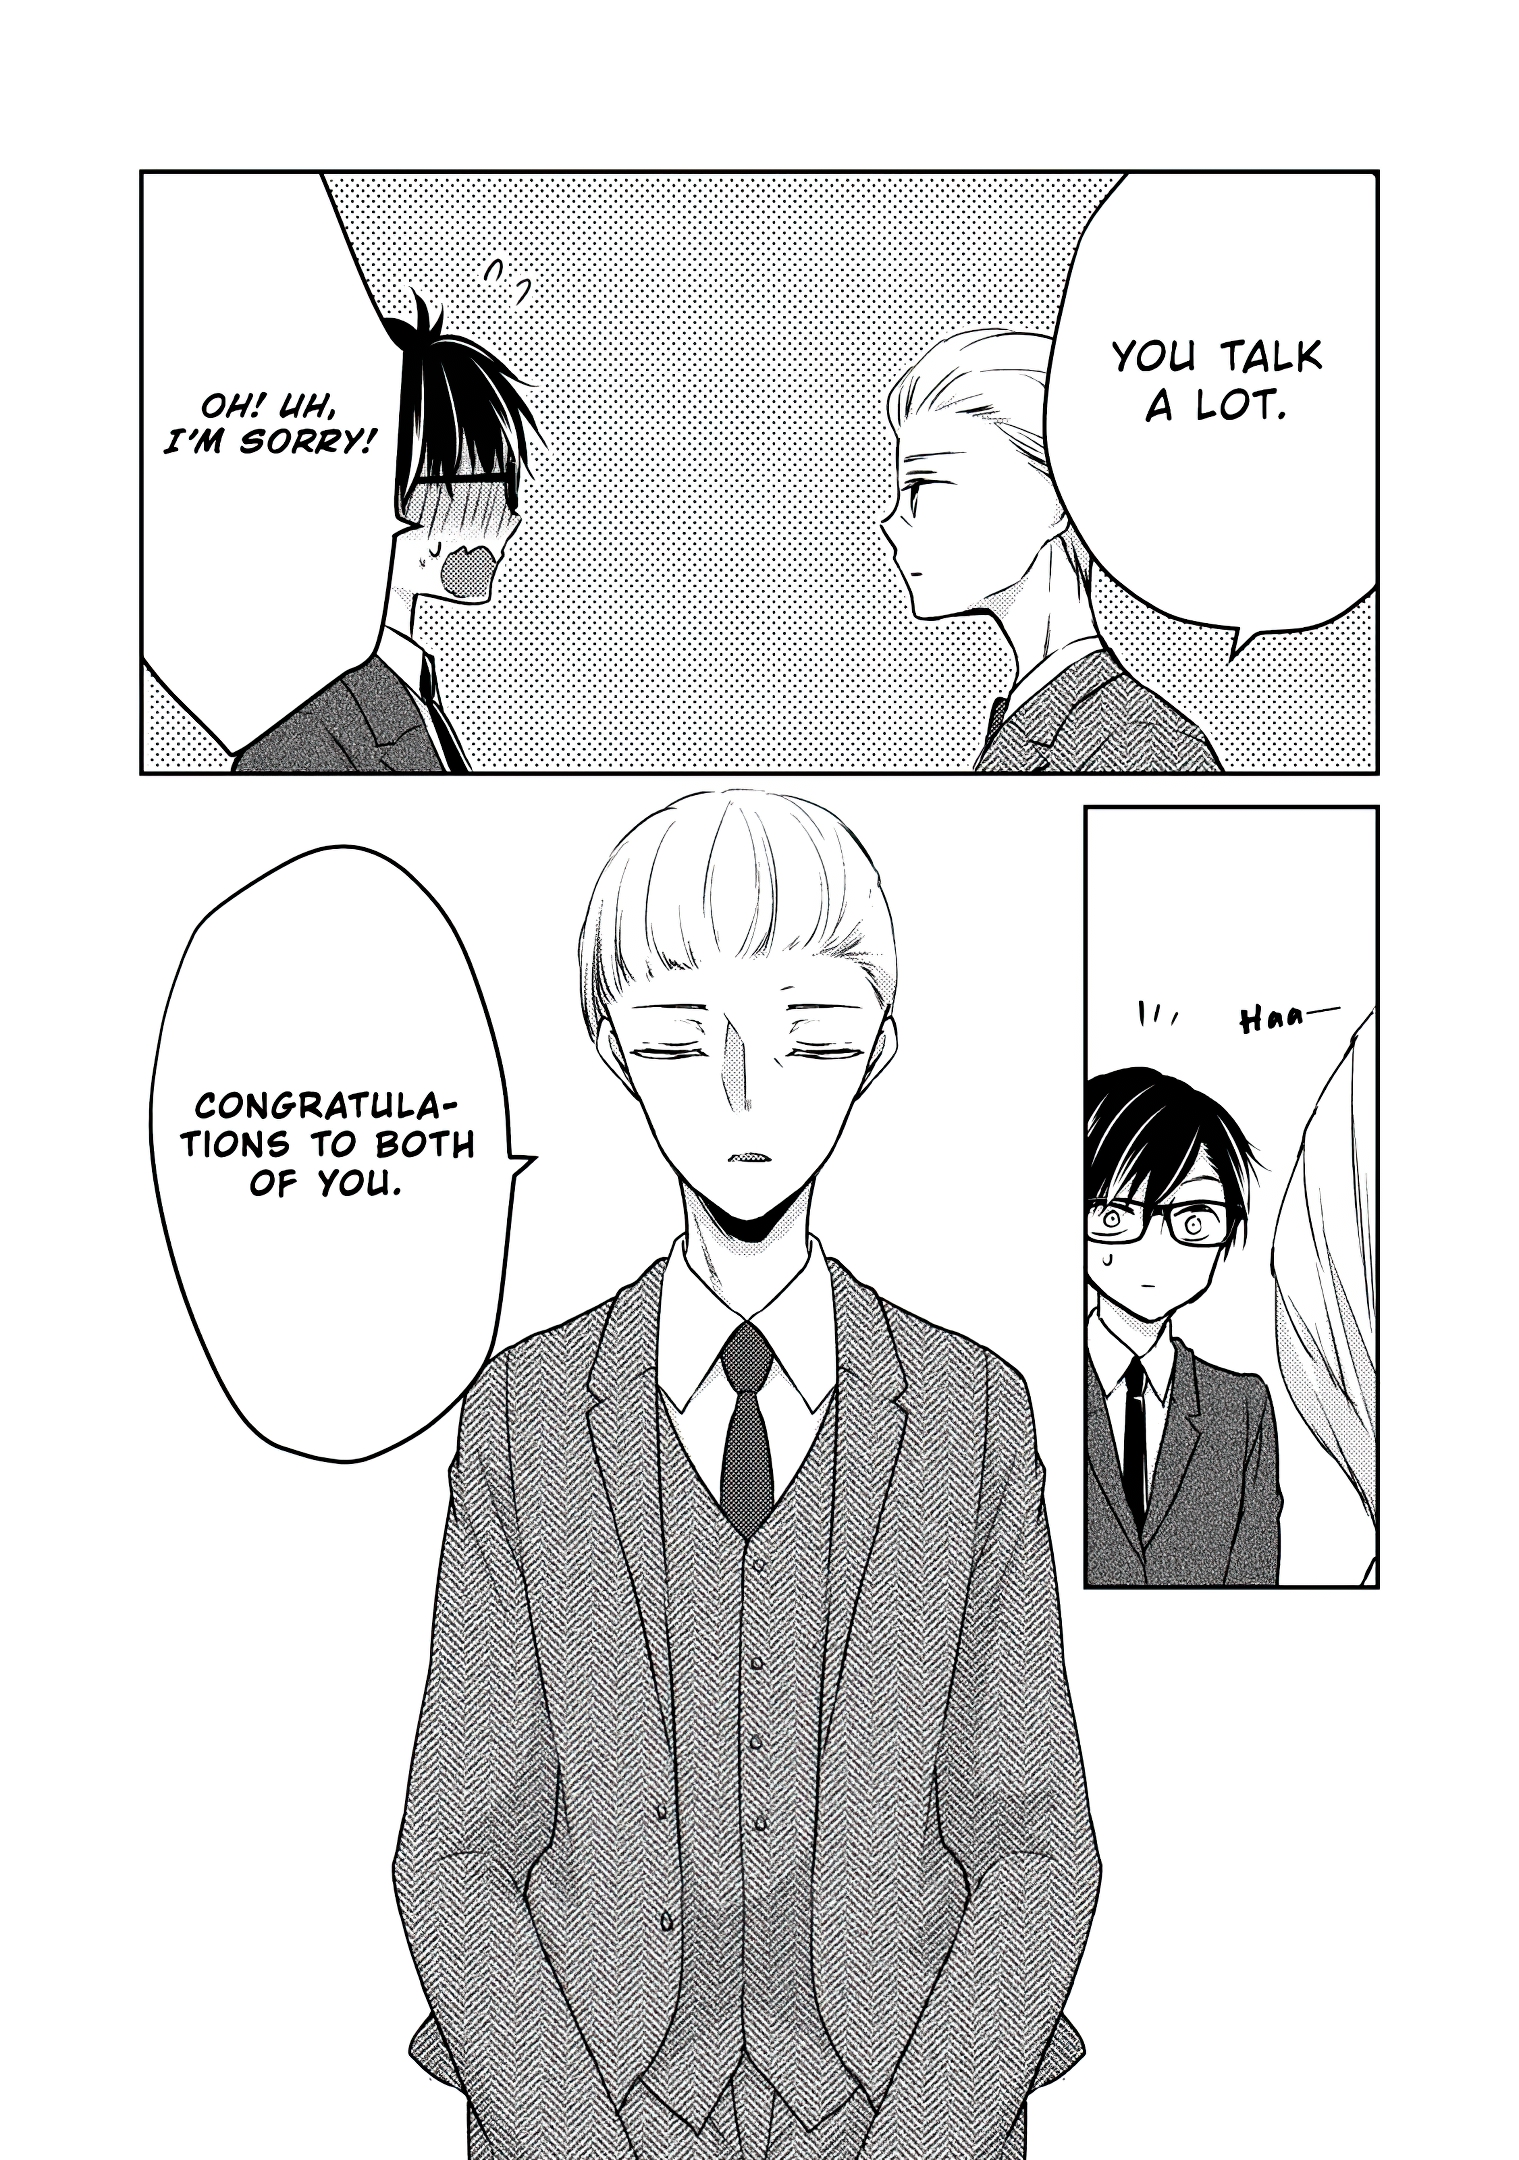 YOU TALK
A LOT.
OH! UH,
I'M SORRY!
Haa—
CONGRATULA-
TIONS TO BOTH
OF YOU.